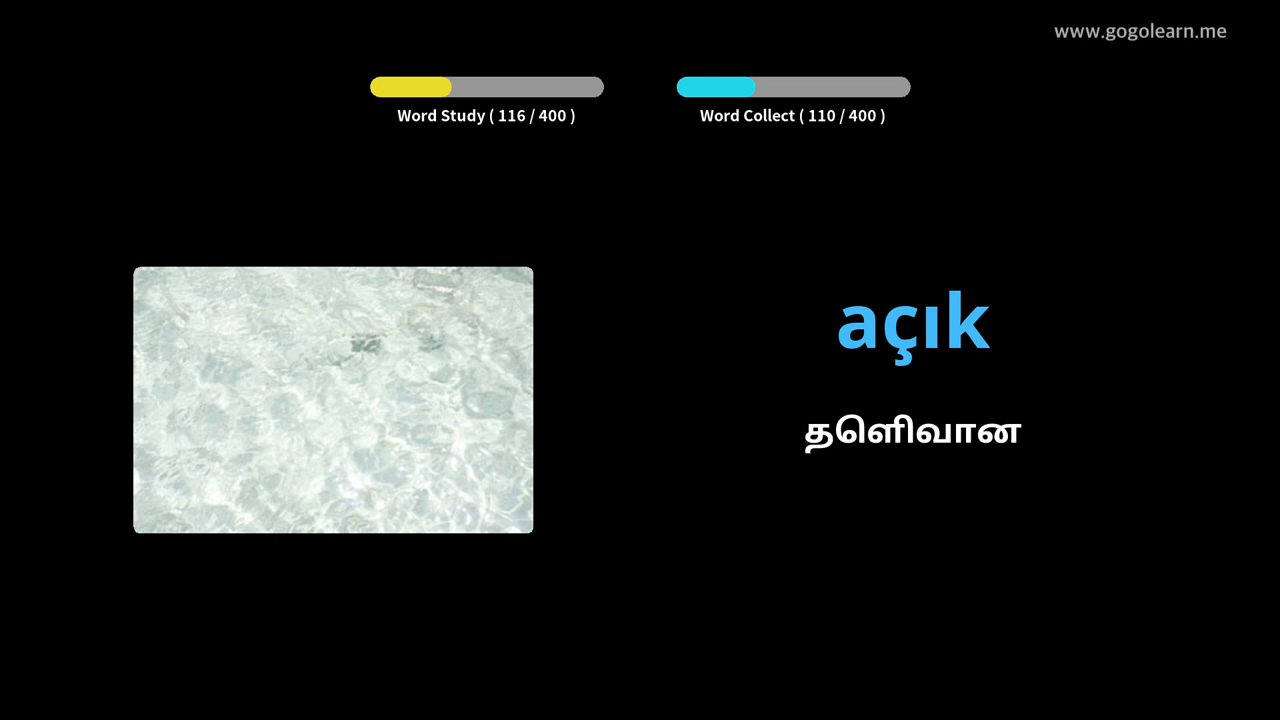 www.gogolearn.me
Word Study ( 116 / 400 )
Word Collect ( 110 / 400 )
açık
தெளிவான